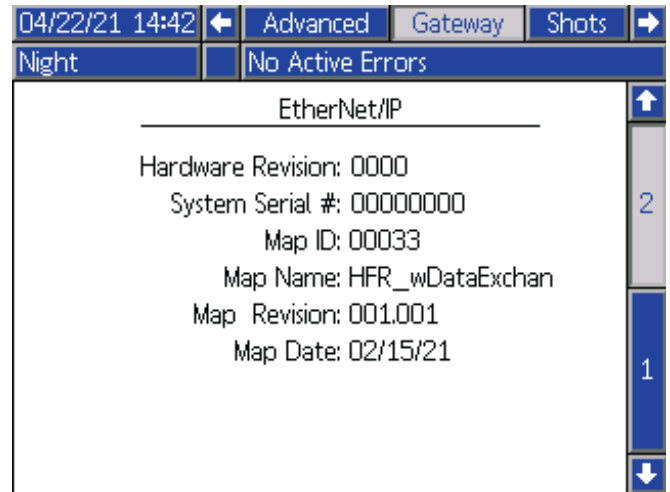 04/22/21 14:42 Advanced Gateway Shots
Night No Active Errors
EtherNet/IP
Hardware Revision: 0000
System Serial #: 00000000
Map ID: 00033
Map Name: HFR_wDataExchan
Map Revision: 001.001
Map Date: 02/15/21
2
1